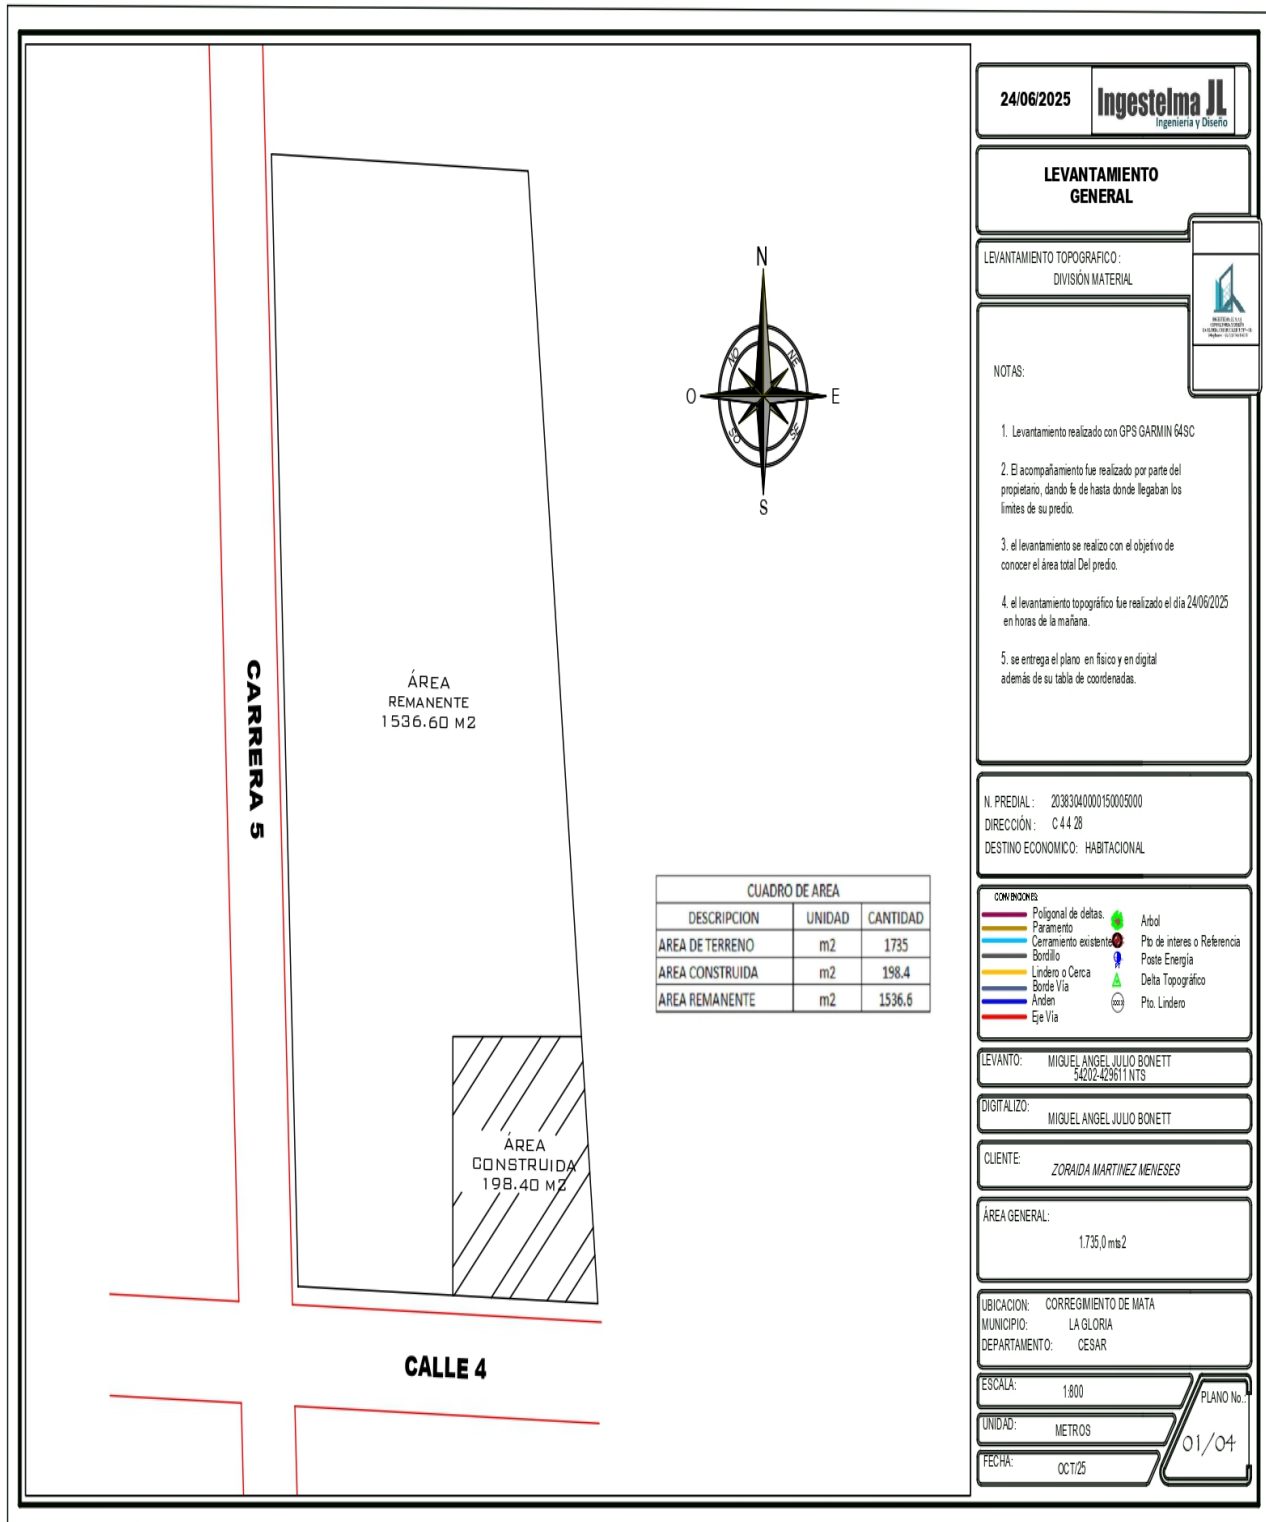 24/06/2025
Ingestelma JL
Ingeniería y Diseño
LEVANTAMIENTO
GENERAL
LEVANTAMIENTO TOPOGRAFICO :
DIVISIÓN MATERIAL
NOTAS:
1. Levantamiento realizado con GPS GARMIN 64SC
2. El acompañamiento fue realizado por parte del
propietario, dando fe de hasta donde llegaban los
limites de su predio.
3. el levantamiento se realizo con el objetivo de
conocer el área total Del predio.
4. el levantamiento topográfico fue realizado el día 24/06/2025
en horas de la mañana.
5. se entrega el plano en físico y en digital
además de su tabla de coordenadas.
N
NO
NE
O
E
SO
SE
S
CARRERA 5
ÁREA
REMANENTE
1536.60 M2
ÁREA
CONSTRUIDA
198.40 M2
CALLE 4
CUADRO DE AREA
DESCRIPCION UNIDAD CANTIDAD
AREA DE TERRENO m2 1735
AREA CONSTRUIDA m2 198.4
AREA REMANENTE m2 1536.6
N. PREDIAL : 20383040000150005000
DIRECCIÓN : C 4 4 28
DESTINO ECONOMICO: HABITACIONAL
CONVENCIONES:
Poligonal de deltas.
Paramento
Cerramiento existente
Bordillo
Lindero o Cerca
Borde Vía
Anden
Eje Vía
Arbol
Pto de interes o Referencia
Poste Energía
Delta Topográfico
Pto. Lindero
LEVANTO: MIGUEL ANGEL JULIO BONETT
54202-429611 NTS
DIGITALIZO:
MIGUEL ANGEL JULIO BONETT
CLIENTE:
ZORAIDA MARTINEZ MENESES
ÁREA GENERAL:
1.735,0 mts2
UBICACION: CORREGIMIENTO DE MATA
MUNICIPIO: LA GLORIA
DEPARTAMENTO: CESAR
ESCALA: 1:800
UNIDAD: METROS
FECHA: OCT/25
PLANO No.:
01/04